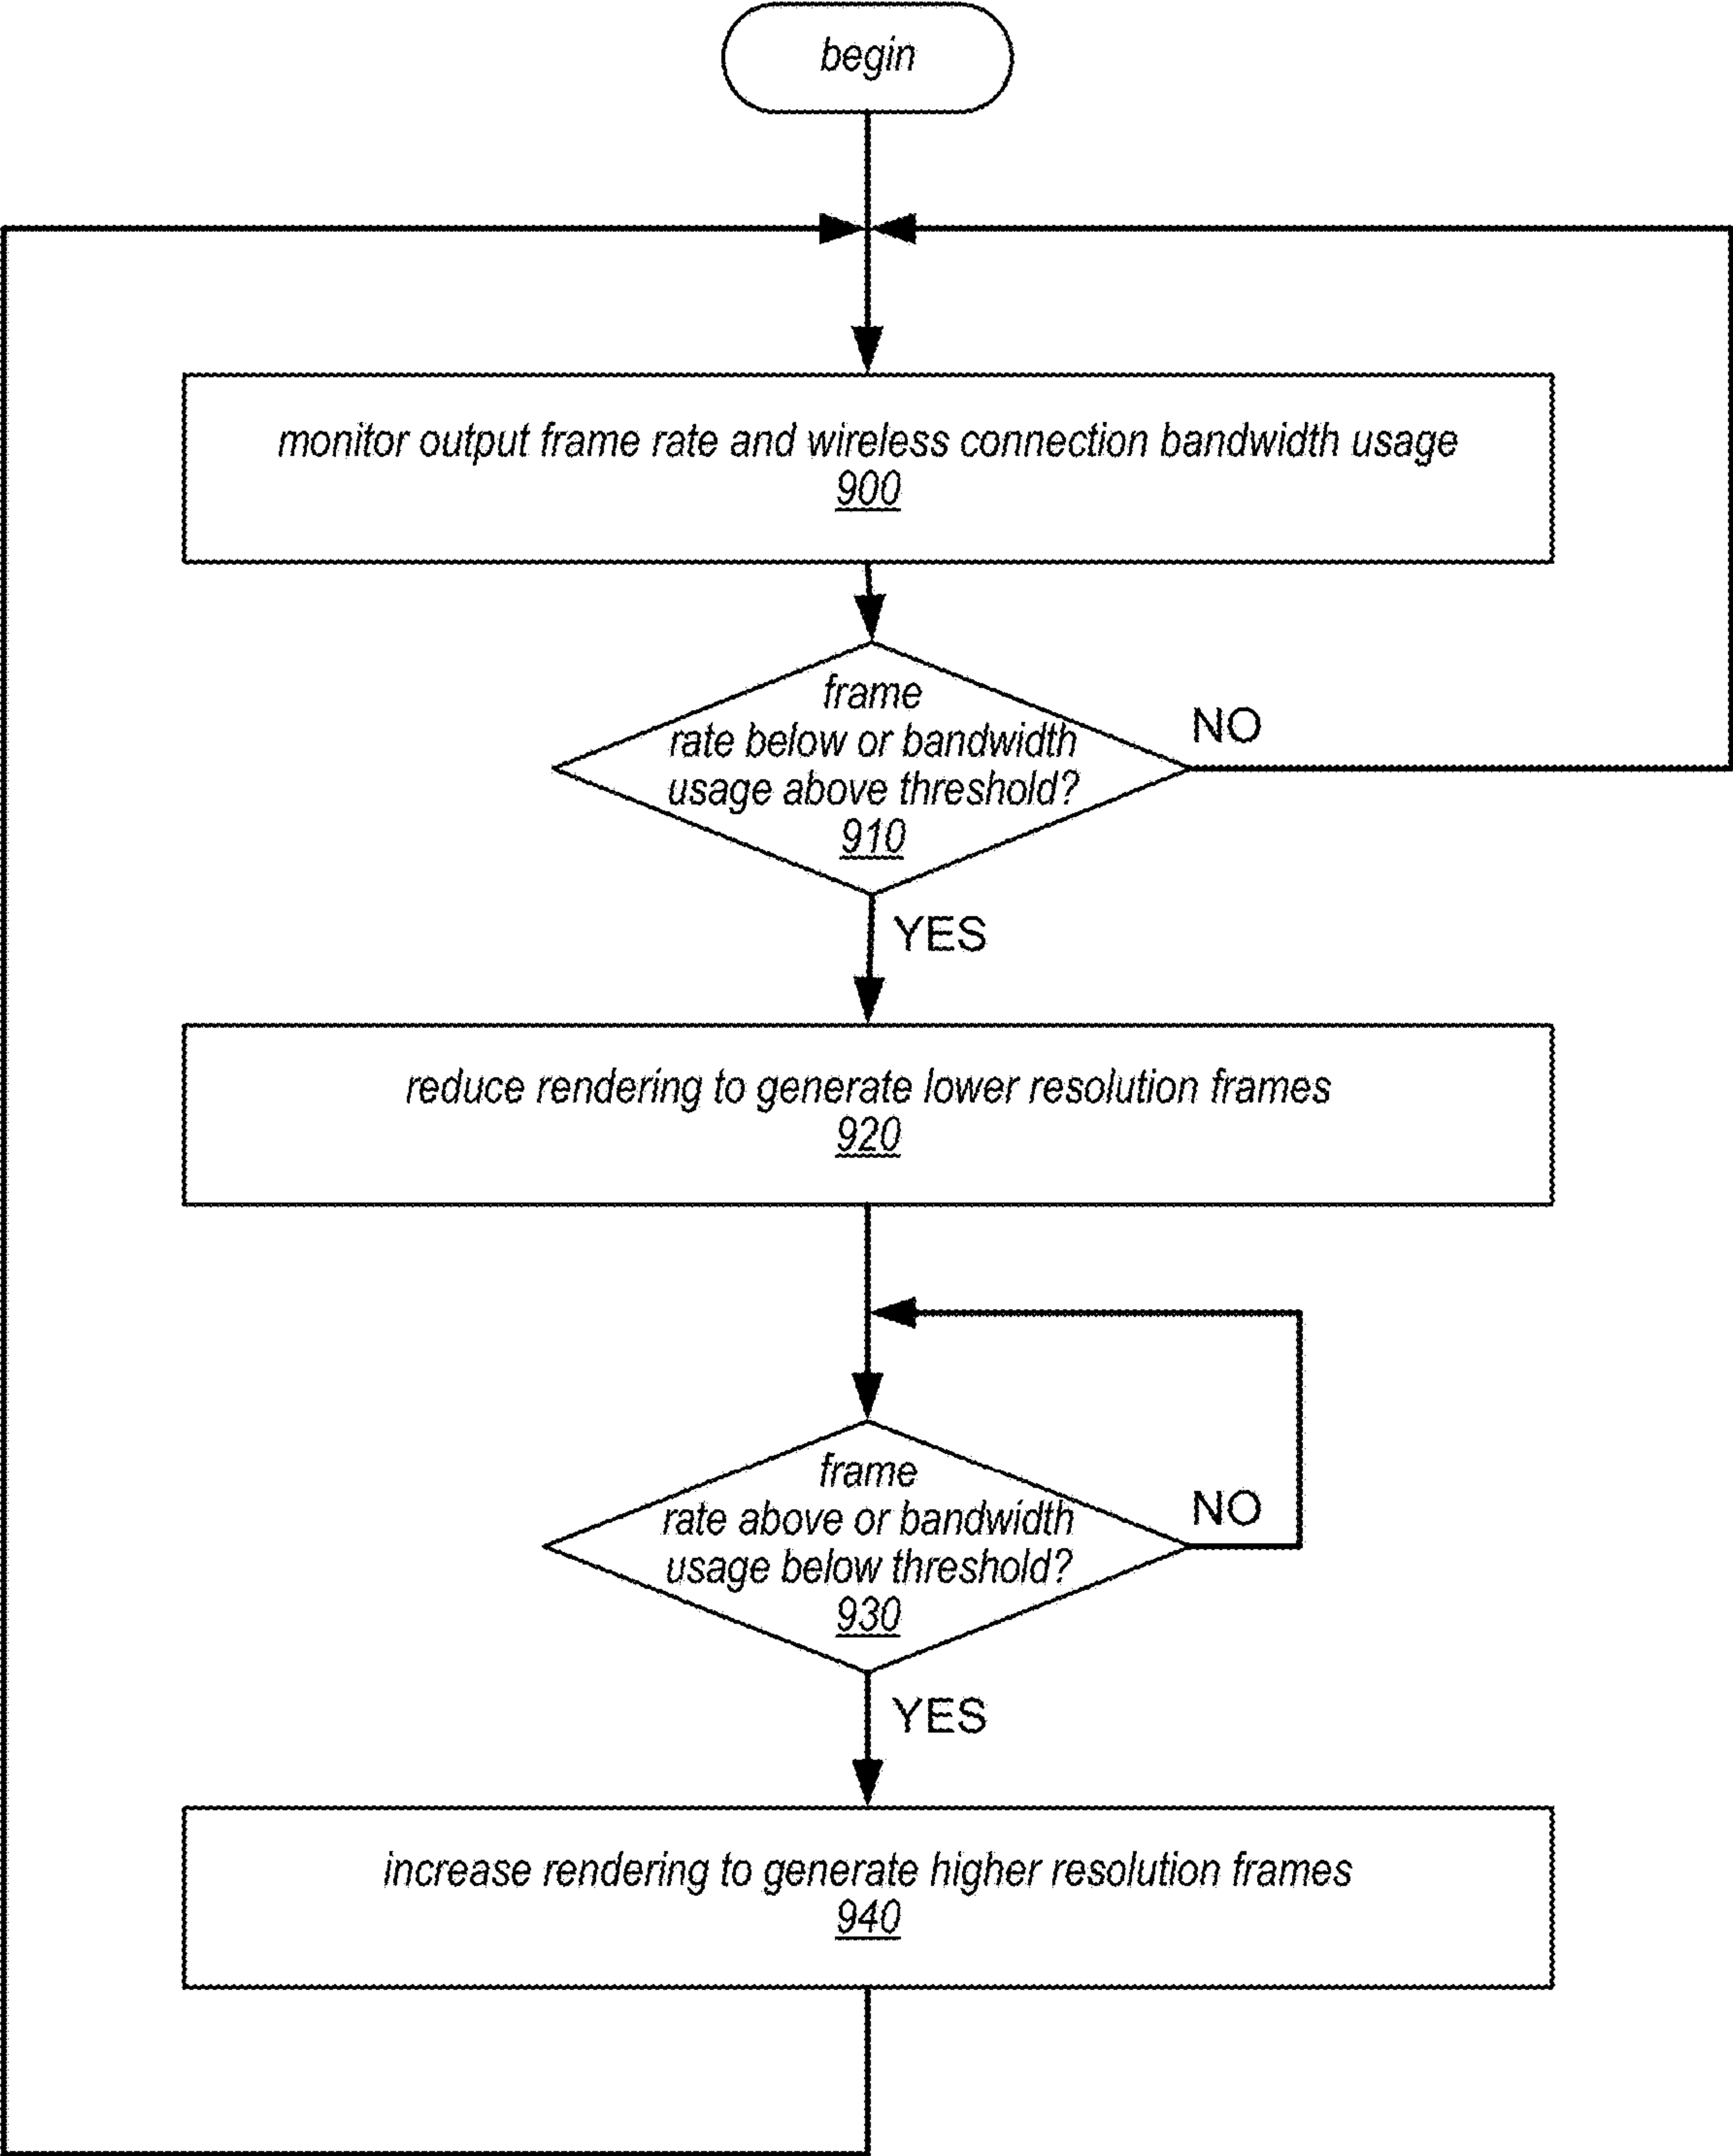 begin
monitor output frame rate and wireless connection bandwidth usage
900
frame
rate below or bandwidth
usage above threshold?
910
NO
YES
reduce rendering to generate lower resolution frames
920
frame
rate above or bandwidth
usage below threshold?
930
NO
YES
increase rendering to generate higher resolution frames
940